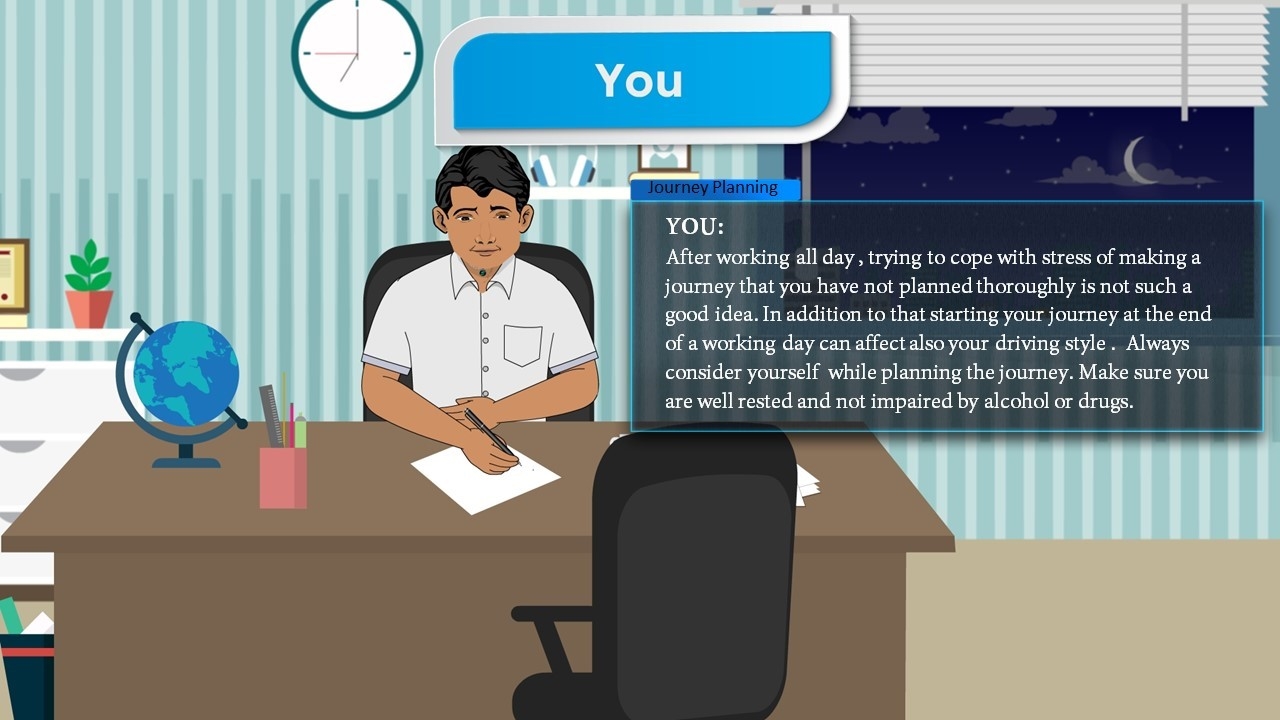 You
Journey Planning
YOU:
After working all day , trying to cope with stress of making a
journey that you have not planned thoroughly is not such a
good idea. In addition to that starting your journey at the end
of a working day can affect also your driving style .  Always
consider yourself  while planning the journey. Make sure you
are well rested and not impaired by alcohol or drugs.